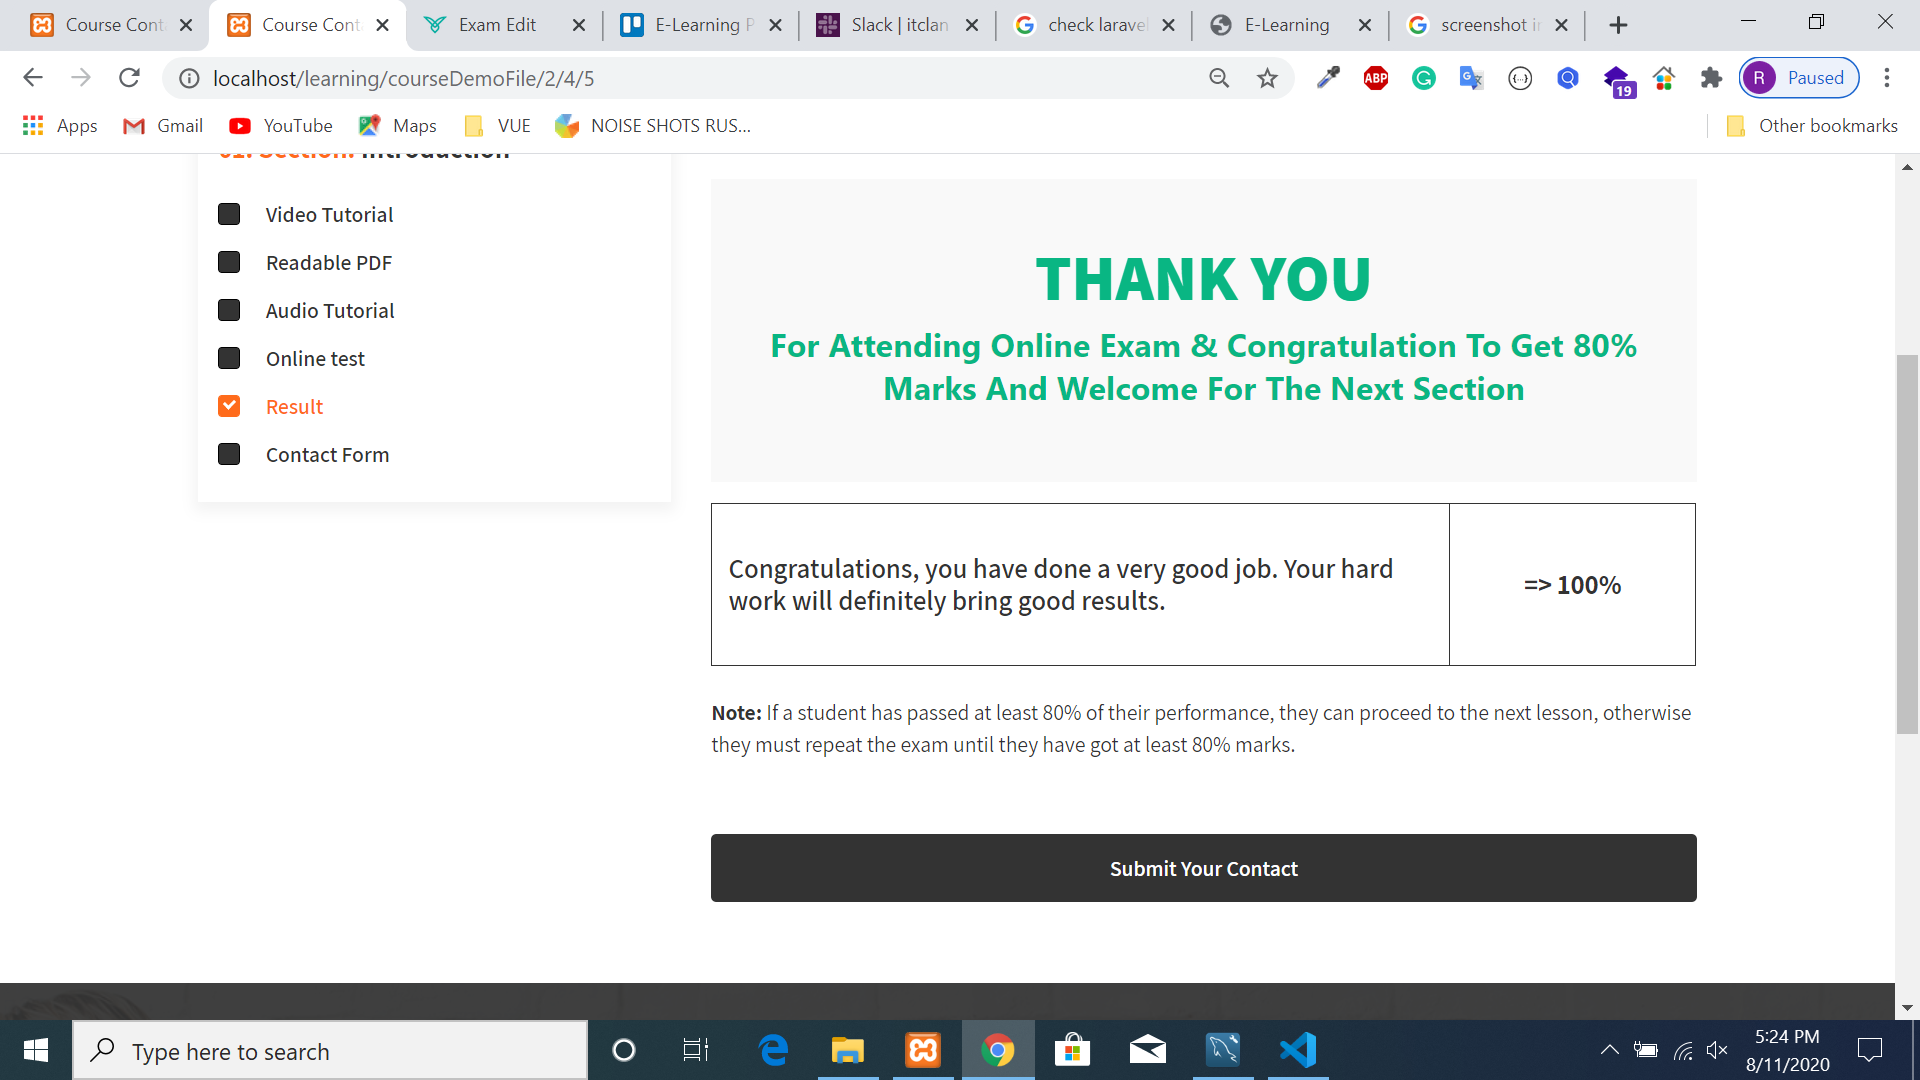 Course Cont
Course Cont
Exam Edit
E-Learning P
Slack | itclan
check laravel
E-Learning
screenshot in
localhost/learning/courseDemoFile/2/4/5
ABP
19
R
Paused
Apps
Gmail
YouTube
Maps
VUE
NOISE SHOTS RUS...
Other bookmarks
01. Section: Introduction
Video Tutorial
Readable PDF
Audio Tutorial
Online test
Result
Contact Form
THANK YOU
For Attending Online Exam & Congratulation To Get 80%
Marks And Welcome For The Next Section
Congratulations, you have done a very good job. Your hard
work will definitely bring good results.
=> 100%
Note: If a student has passed at least 80% of their performance, they can proceed to the next lesson, otherwise
they must repeat the exam until they have got at least 80% marks.
Submit Your Contact
Type here to search
5:24 PM
8/11/2020